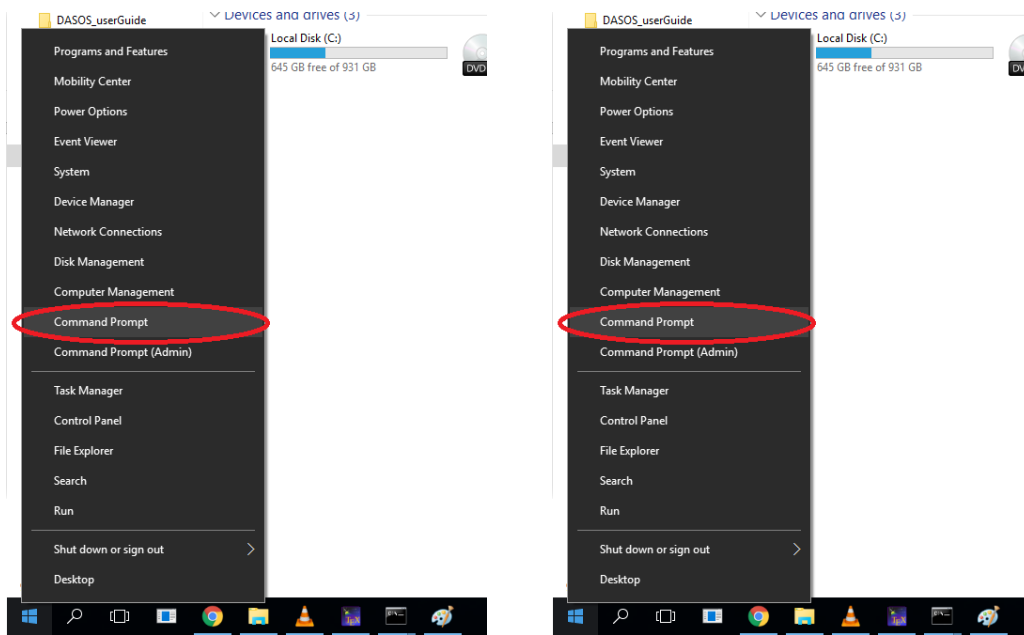 DASOS_userGuide
Devices and drives (3)
Local Disk (C:)
645 GB free of 931 GB
DVD
Programs and Features
Mobility Center
Power Options
Event Viewer
System
Device Manager
Network Connections
Disk Management
Computer Management
Command Prompt
Command Prompt (Admin)
Task Manager
Control Panel
File Explorer
Search
Run
Shut down or sign out
Desktop
DASOS_userGuide
Devices and drives (3)
Local Disk (C:)
645 GB free of 931 GB
DV
Programs and Features
Mobility Center
Power Options
Event Viewer
System
Device Manager
Network Connections
Disk Management
Computer Management
Command Prompt
Command Prompt (Admin)
Task Manager
Control Panel
File Explorer
Search
Run
Shut down or sign out
Desktop